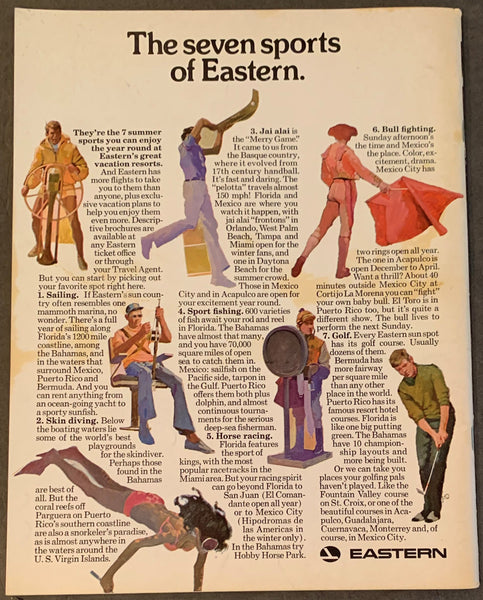 The seven sports
of Eastern.
They're the 7 summer
sports you can enjoy
the year round at
Eastern's great
vacation resorts.
And Eastern has
more flights to take
you to them than
anyone, plus exclu-
sive vacation plans to
help you enjoy them
even more. Descrip-
tive brochures are
available at
any Eastern
ticket office
or through
your Travel Agent.
But you can start by picking out
your favorite spot right here.
1. Sailing. If Eastern's sun coun-
try often resembles one
mammoth marina, no
wonder. There's a full
year of sailing along
Florida's 1200 mile
coastline, among
the Bahamas, and
in the waters that
surround Mexico,
Puerto Rico and
Bermuda. And you
can rent anything from
an ocean-going yacht to
a sporty sunfish.
2. Skin diving. Below
the boating waters lie
some of the world's best
playgrounds
for the skindiver.
Perhaps those
found in the
Bahamas
are best of
all. But the
coral reefs off
Parguera on Puerto
Rico's southern coastline
are also a snorkeler's paradise,
as is almost anywhere in
the waters around the
U. S. Virgin Islands.
3. Jai alai is
the "Merry Game."
It came to us from
the Basque country,
where it evolved from
17th century handball.
It's fast and daring. The
"pelotta" travels almost
150 mph! Florida and
Mexico are where you
watch it happen, with
jai alai "frontons" in
Orlando, West Palm
Beach, Tampa and
Miami open for the
winter fans, and
one in Daytona
Beach for the
summer crowd.
Those in Mexico
City and in Acapulco are open for
your excitement year round.
4. Sport fishing. 600 varieties
of fish await your rod and reel
in Florida. The Bahamas
have almost that many,
and you have 70,000
square miles of open
sea to catch them in.
Mexico: sailfish on the
Pacific side, tarpon in
the Gulf. Puerto Rico
offers them both plus
dolphin, and almost
continuous tourna-
ments for the serious
deep-sea fisherman.
5. Horse racing.
Florida features
the sport of
kings, with the most
popular racetracks in the
Miami area. But your racing spirit
can go beyond Florida to
San Juan (El Coman-
dante open all year)
or to Mexico City
(Hipodromas de
las Americas in
the winter only).
In the Bahamas try
Hobby Horse Park.
6. Bull fighting.
Sunday afternoon's
the time and Mexico's
the place. Color, ex-
citement, drama.
Mexico City has
two rings open all year.
The one in Acapulco is
open December to April.
Want a thrill? About 40
minutes outside Mexico City at
Cortijo La Morena you can "fight"
your own baby bull. El Toro is in
Puerto Rico too, but it's quite a
different show. The bull lives to
perform the next Sunday.
7. Golf. Every Eastern sun spot
has its golf course. Usually
dozens of them.
Bermuda has
more fairway
per square mile
than any other
place in the world.
Puerto Rico has its
famous resort hotel
courses. Florida is
like one big putting
green. The Bahamas
have 10 champion-
ship layouts and
more being built.
Or we can take you
places your golfing pals
haven't played. Like the
Fountain Valley course
on St. Croix, or one of the
beautiful courses in Aca-
pulco, Guadalajara,
Cuernavaca, Monterrey and, of
course, in Mexico City.
EASTERN